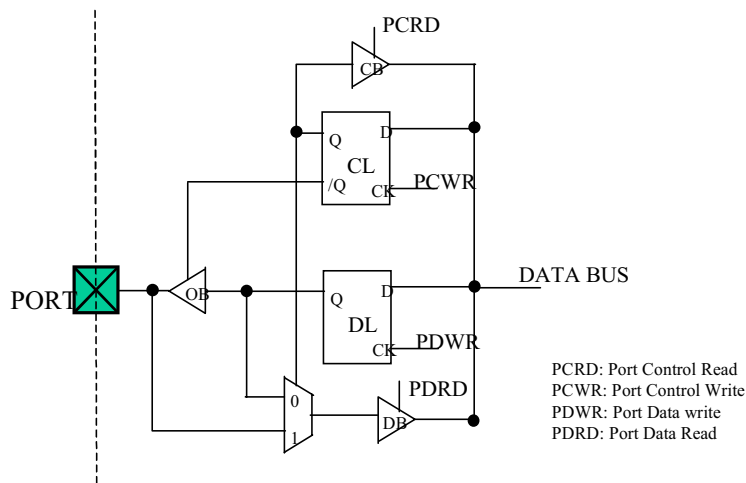 PCRD
CB
Q D
CL
/Q CK PCWR
PORT
OB
Q D
DL
CK PDWR
DATA BUS
0
1
PDRD
DB
PCRD: Port Control Read
PCWR: Port Control Write
PDWR: Port Data write
PDRD: Port Data Read